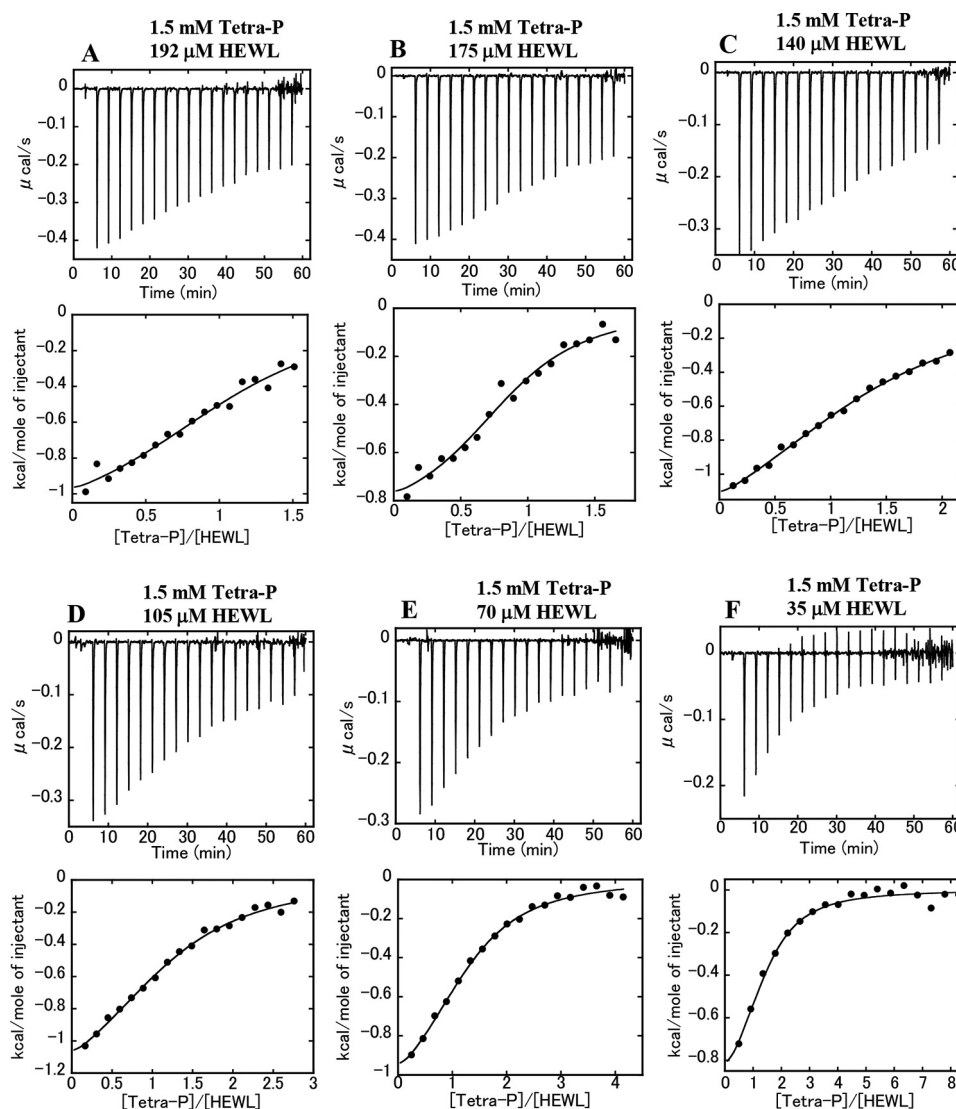 A
1.5 mM Tetra-P
192 μM HEWL
0
−0.1
−0.2
−0.3
−0.4
μ cal/s
0 10 20 30 40 50 60
Time (min)
0
−0.2
−0.4
−0.6
−0.8
−1
kcal/mole of injectant
0 0.5 1 1.5
[Tetra-P]/[HEWL]
B
1.5 mM Tetra-P
175 μM HEWL
0
−0.1
−0.2
−0.3
−0.4
μ cal/s
0 10 20 30 40 50 60
Time (min)
0
−0.2
−0.4
−0.6
−0.8
kcal/mole of injectant
0 0.5 1 1.5
[Tetra-P]/[HEWL]
C
1.5 mM Tetra-P
140 μM HEWL
0
−0.1
−0.2
−0.3
μ cal/s
0 10 20 30 40 50 60
Time (min)
0
−0.2
−0.4
−0.6
−0.8
−1
kcal/mole of injectant
0 0.5 1 1.5 2
[Tetra-P]/[HEWL]
D
1.5 mM Tetra-P
105 μM HEWL
0
−0.1
−0.2
−0.3
μ cal/s
0 10 20 30 40 50 60
Time (min)
0
−0.2
−0.4
−0.6
−0.8
−1
−1.2
kcal/mole of injectant
0 0.5 1 1.5 2 2.5 3
[Tetra-P]/[HEWL]
E
1.5 mM Tetra-P
70 μM HEWL
0
−0.1
−0.2
−0.3
μ cal/s
0 10 20 30 40 50 60
Time (min)
0
−0.2
−0.4
−0.6
−0.8
−1
kcal/mole of injectant
0 1 2 3 4
[Tetra-P]/[HEWL]
F
1.5 mM Tetra-P
35 μM HEWL
0
−0.1
−0.2
μ cal/s
0 10 20 30 40 50 60
Time (min)
0
−0.2
−0.4
−0.6
−0.8
kcal/mole of injectant
0 1 2 3 4 5 6 7 8
[Tetra-P]/[HEWL]